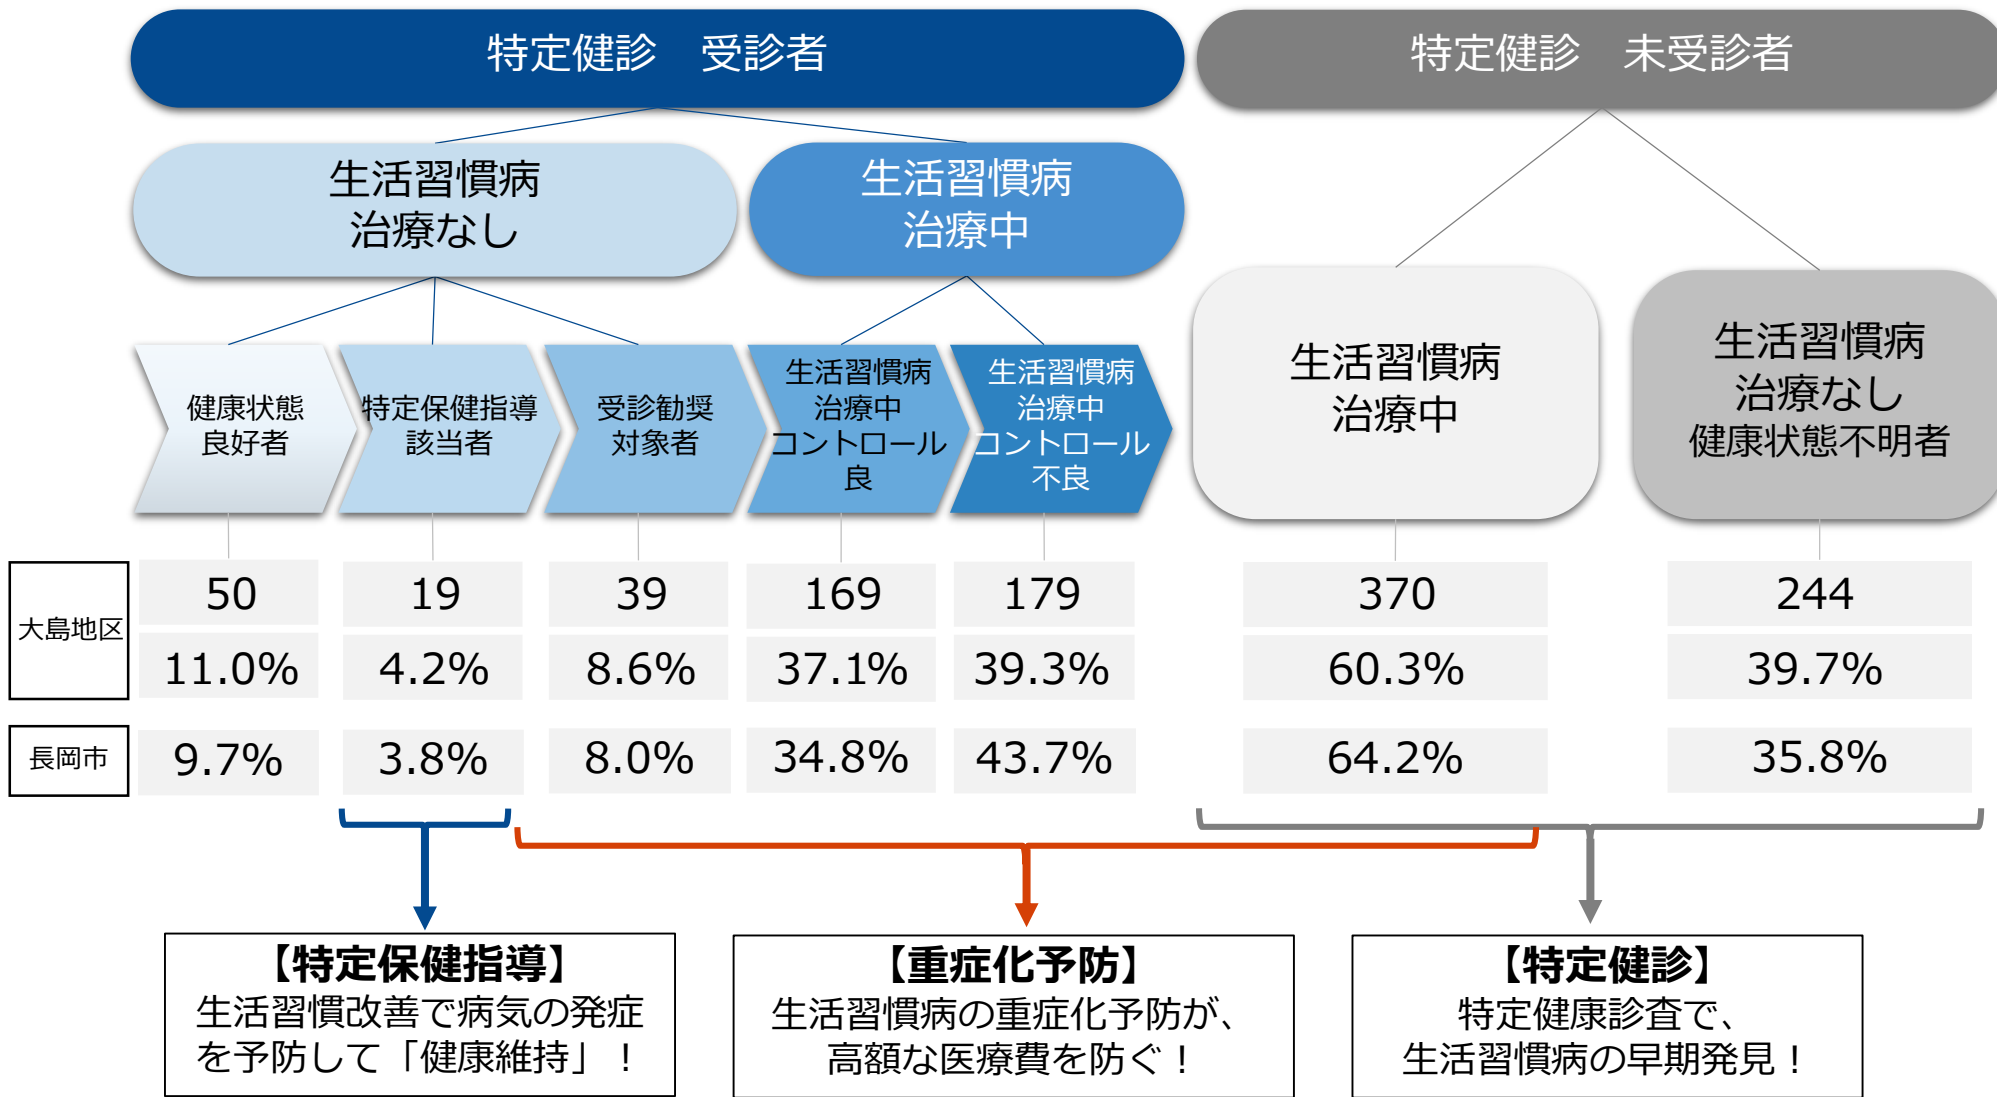 特定健診　受診者
特定健診　未受診者
生活習慣病
治療なし
生活習慣病
治療中
健康状態
良好者
特定保健指導
該当者
受診勧奨
対象者
生活習慣病
治療中
コントロール
良
生活習慣病
治療中
コントロール
不良
生活習慣病
治療中
生活習慣病
治療なし
健康状態不明者
大島地区
50
19
39
169
179
370
244
11.0%
4.2%
8.6%
37.1%
39.3%
60.3%
39.7%
長岡市
9.7%
3.8%
8.0%
34.8%
43.7%
64.2%
35.8%
【特定保健指導】
生活習慣改善で病気の発症
を予防して「健康維持」！
【重症化予防】
生活習慣病の重症化予防が、
高額な医療費を防ぐ！
【特定健診】
特定健康診査で、
生活習慣病の早期発見！